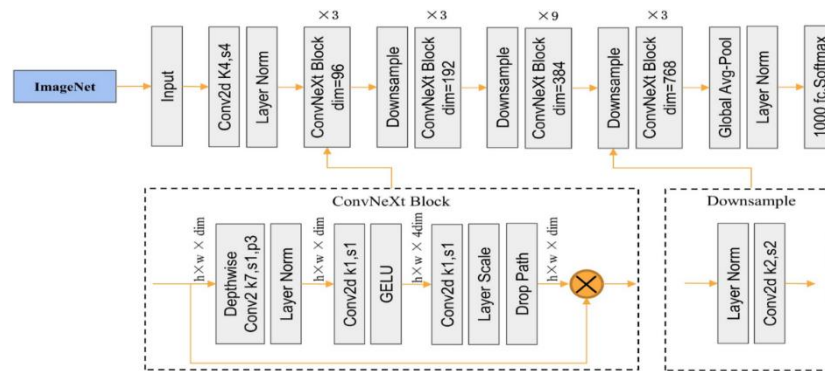 ×3
×3
×9
×3
ImageNet
Input
Conv2d K4,s4
Layer Norm
ConvNeXt Block
dim=96
Downsample
ConvNeXt Block
dim=192
Downsample
ConvNeXt Block
dim=384
Downsample
ConvNeXt Block
dim=768
Global Avg-Pool
Layer Norm
1000 fc.Softmax
ConvNeXt Block
h×w × dim
Depthwise
Conv2 k7,s1,p3
Layer Norm
h×w × dim
Conv2d k1,s1
GELU
h×w × 4dim
Conv2d k1,s1
Layer Scale
Drop Path
h×w × dim
Downsample
Layer Norm
Conv2d k2,s2